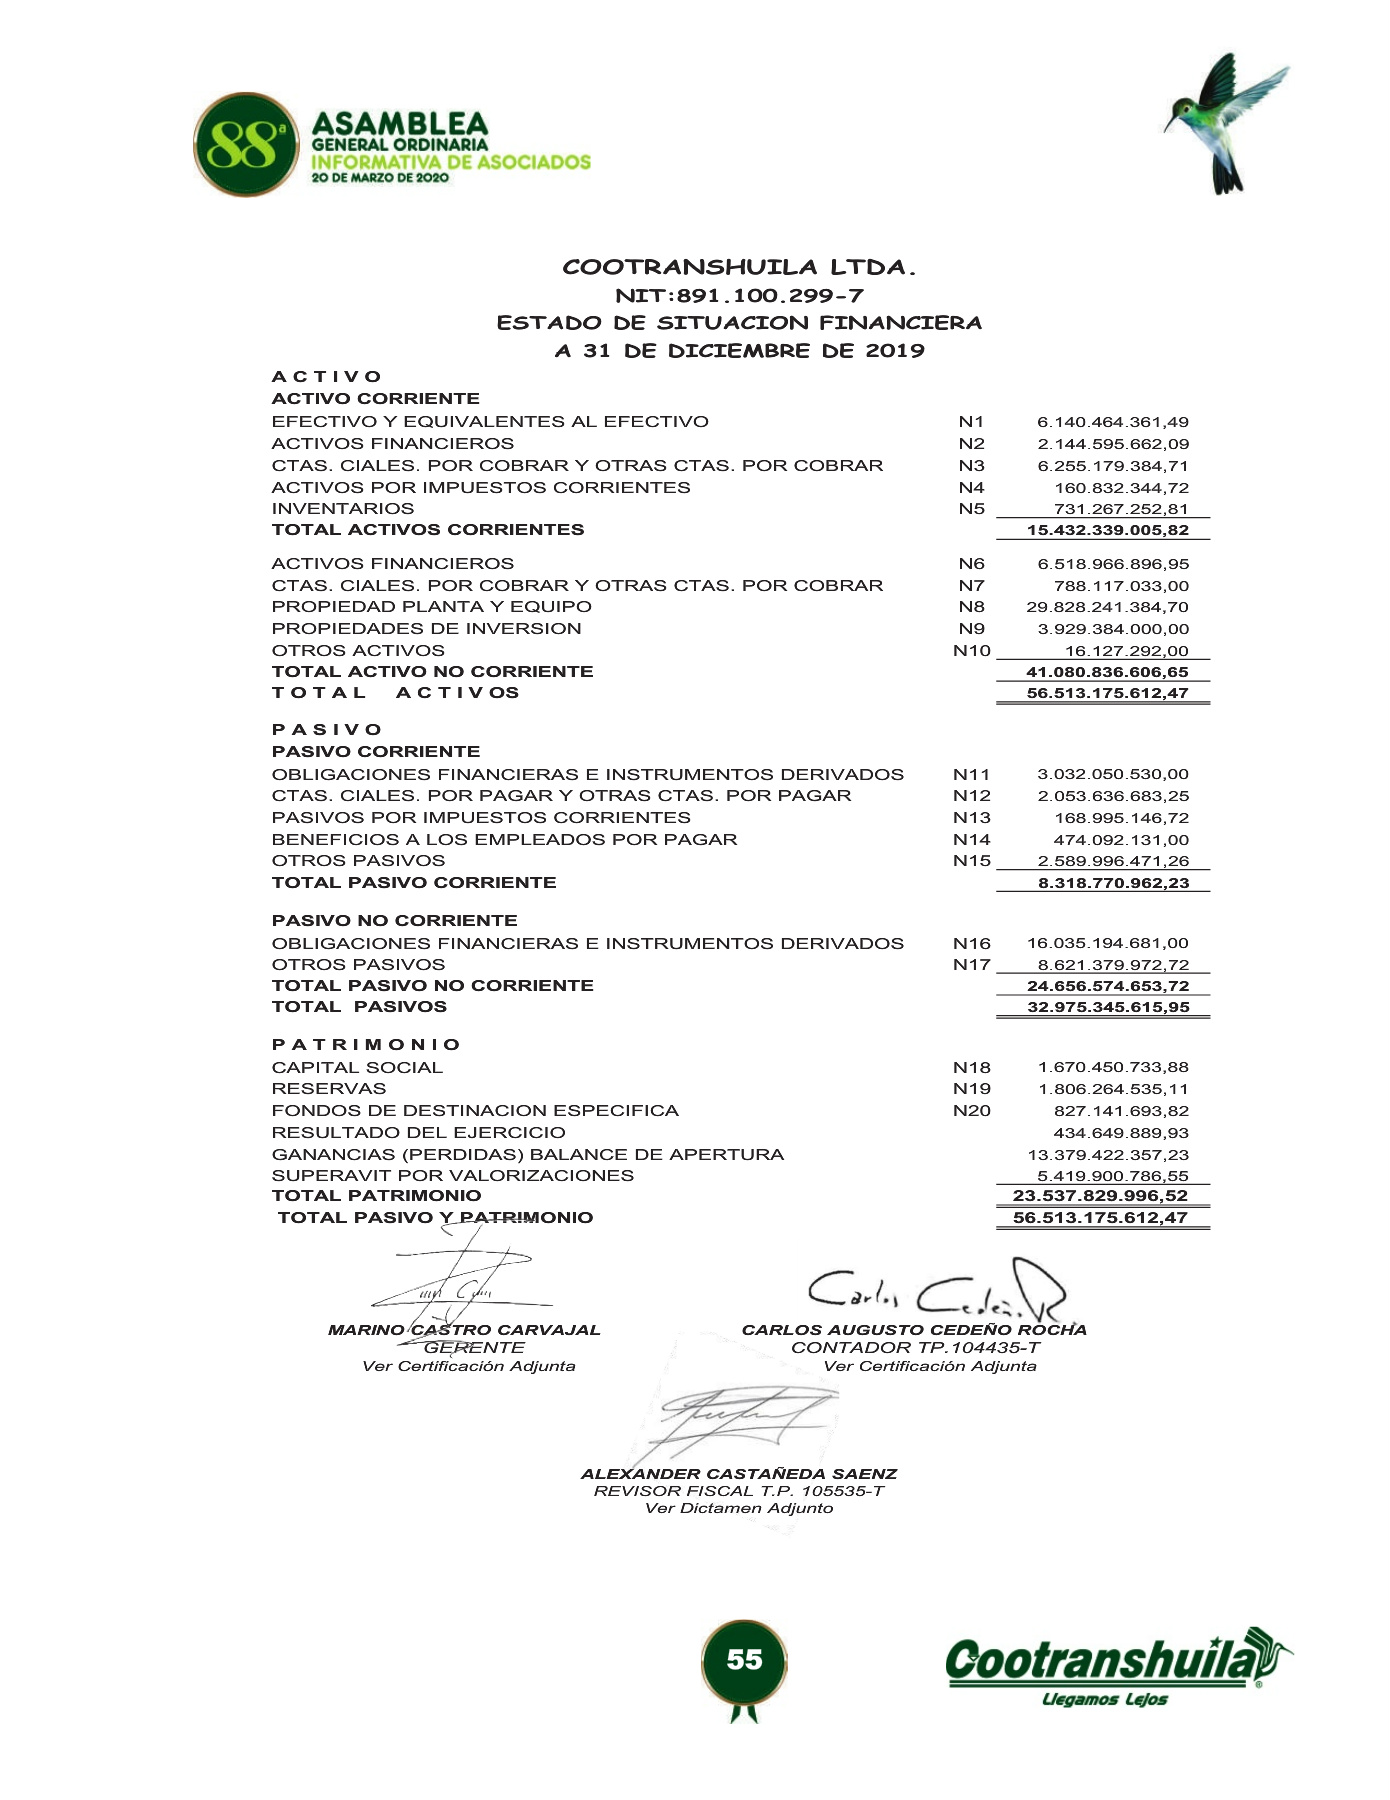 88ª
ASAMBLEA
GENERAL ORDINARIA
INFORMATIVA DE ASOCIADOS
20 DE MARZO DE 2020
COOTRANSHUILA LTDA.
NIT:891.100.299-7
ESTADO DE SITUACION FINANCIERA
A 31 DE DICIEMBRE DE 2019
A C T I V O
ACTIVO CORRIENTE
EFECTIVO Y EQUIVALENTES AL EFECTIVO N1 6.140.464.361,49
ACTIVOS FINANCIEROS N2 2.144.595.662,09
CTAS. CIALES. POR COBRAR Y OTRAS CTAS. POR COBRAR N3 6.255.179.384,71
ACTIVOS POR IMPUESTOS CORRIENTES N4 160.832.344,72
INVENTARIOS N5 731.267.252,81
TOTAL ACTIVOS CORRIENTES 15.432.339.005,82
ACTIVOS FINANCIEROS N6 6.518.966.896,95
CTAS. CIALES. POR COBRAR Y OTRAS CTAS. POR COBRAR N7 788.117.033,00
PROPIEDAD PLANTA Y EQUIPO N8 29.828.241.384,70
PROPIEDADES DE INVERSION N9 3.929.384.000,00
OTROS ACTIVOS N10 16.127.292,00
TOTAL ACTIVO NO CORRIENTE 41.080.836.606,65
T O T A L A C T I V OS 56.513.175.612,47
P A S I V O
PASIVO CORRIENTE
OBLIGACIONES FINANCIERAS E INSTRUMENTOS DERIVADOS N11 3.032.050.530,00
CTAS. CIALES. POR PAGAR Y OTRAS CTAS. POR PAGAR N12 2.053.636.683,25
PASIVOS POR IMPUESTOS CORRIENTES N13 168.995.146,72
BENEFICIOS A LOS EMPLEADOS POR PAGAR N14 474.092.131,00
OTROS PASIVOS N15 2.589.996.471,26
TOTAL PASIVO CORRIENTE 8.318.770.962,23
PASIVO NO CORRIENTE
OBLIGACIONES FINANCIERAS E INSTRUMENTOS DERIVADOS N16 16.035.194.681,00
OTROS PASIVOS N17 8.621.379.972,72
TOTAL PASIVO NO CORRIENTE 24.656.574.653,72
TOTAL PASIVOS 32.975.345.615,95
P A T R I M O N I O
CAPITAL SOCIAL N18 1.670.450.733,88
RESERVAS N19 1.806.264.535,11
FONDOS DE DESTINACION ESPECIFICA N20 827.141.693,82
RESULTADO DEL EJERCICIO 434.649.889,93
GANANCIAS (PERDIDAS) BALANCE DE APERTURA 13.379.422.357,23
SUPERAVIT POR VALORIZACIONES 5.419.900.786,55
TOTAL PATRIMONIO 23.537.829.996,52
TOTAL PASIVO Y PATRIMONIO 56.513.175.612,47
Carlos Cedeño R
MARINO CASTRO CARVAJAL CARLOS AUGUSTO CEDEÑO ROCHA
GERENTE CONTADOR TP.104435-T
Ver Certificación Adjunta Ver Certificación Adjunta
ALEXANDER CASTAÑEDA SAENZ
REVISOR FISCAL T.P. 105535-T
Ver Dictamen Adjunto
55
Cootranshuila®
Llegamos Lejos